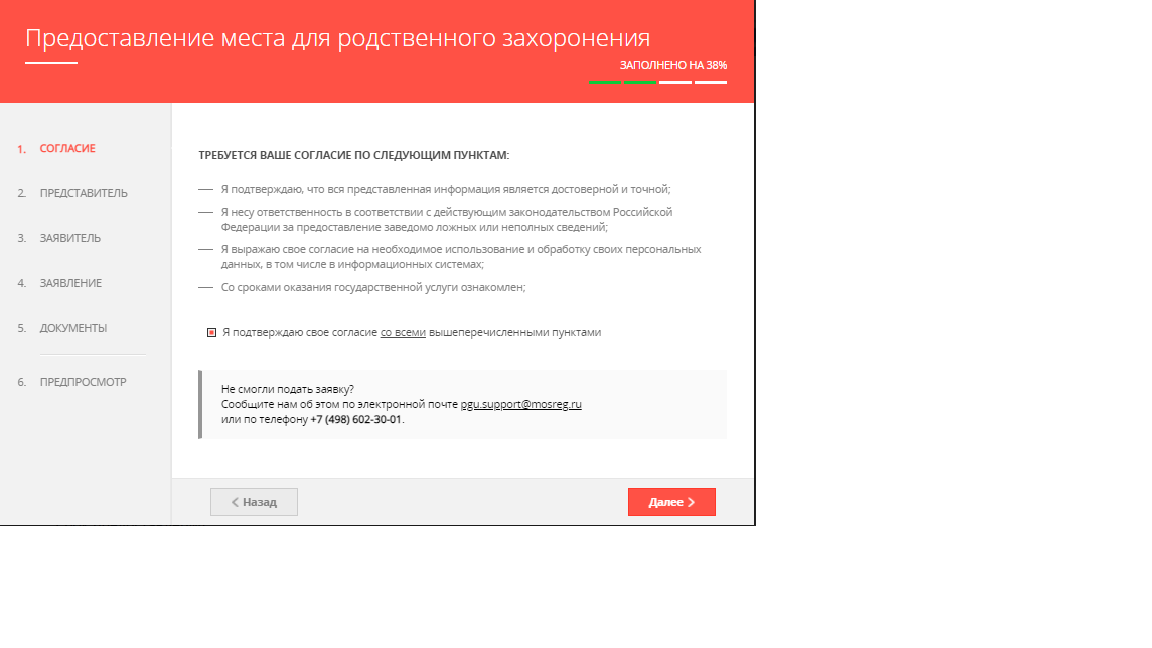 Предоставление места для родственного захоронения
ЗАПОЛНЕНО НА 38%
1. СОГЛАСИЕ
2. ПРЕДСТАВИТЕЛЬ
3. ЗАЯВИТЕЛЬ
4. ЗАЯВЛЕНИЕ
5. ДОКУМЕНТЫ
6. ПРЕДПРОСМОТР
ТРЕБУЕТСЯ ВАШЕ СОГЛАСИЕ ПО СЛЕДУЮЩИМ ПУНКТАМ:
— Я подтверждаю, что вся представленная информация является достоверной и точной;
— Я несу ответственность в соответствии с действующим законодательством Российской
Федерации за предоставление заведомо ложных или неполных сведений;
— Я выражаю свое согласие на необходимое использование и обработку своих персональных
данных, в том числе в информационных системах;
— Со сроками оказания государственной услуги ознакомлен;
Я подтверждаю свое согласие со всеми вышеперечисленными пунктами
Не смогли подать заявку?
Сообщите нам об этом по электронной почте pgu.support@mosreg.ru
или по телефону +7 (498) 602-30-01.
Назад
Далее